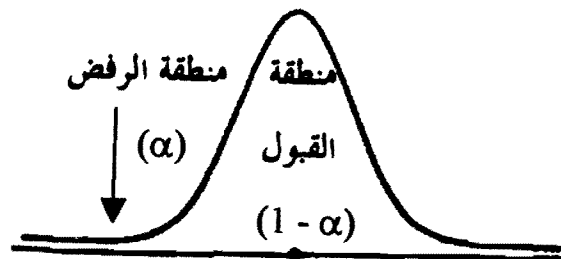 منطقة الرفض
(α)
منطقة
القبول
(1 - α)